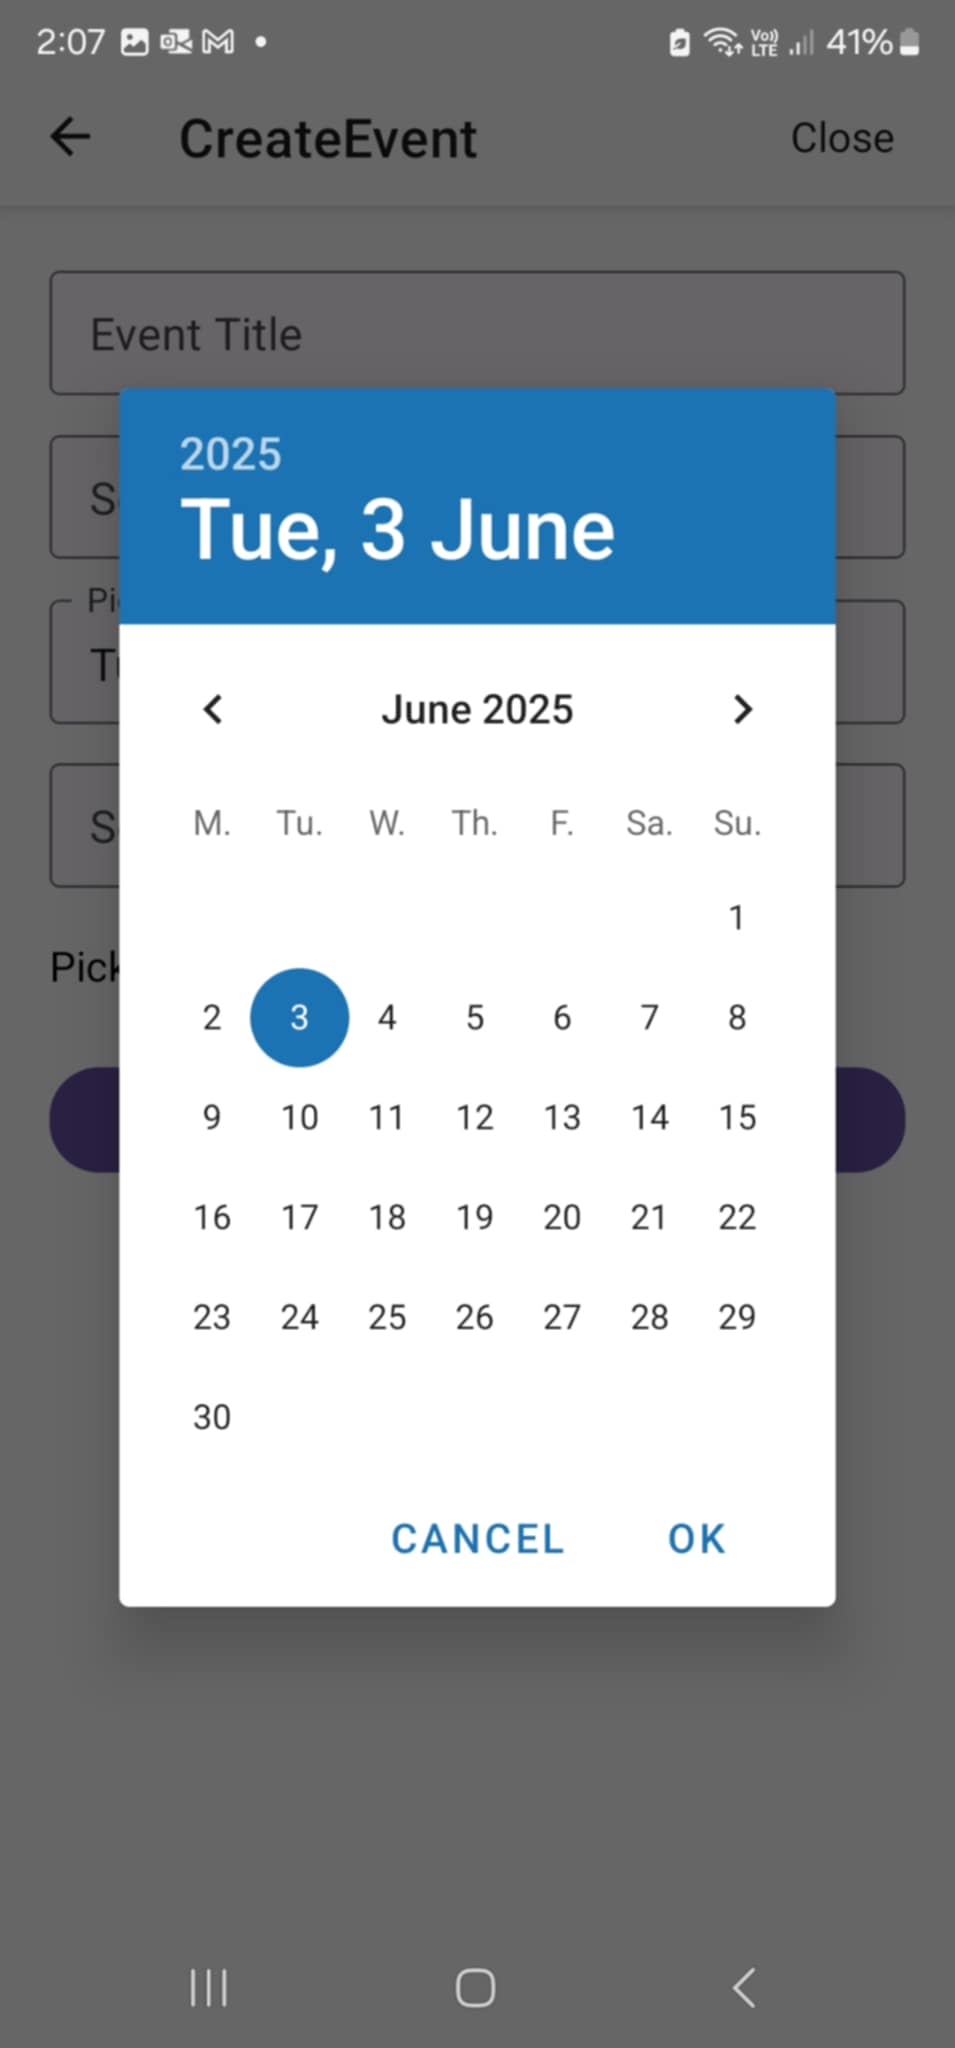 2:07 41%
Vo))
LTE
CreateEvent Close
Event Title
2025
Tue, 3 June
June 2025
M. Tu. W. Th. F. Sa. Su.
1
2 3 4 5 6 7 8
9 10 11 12 13 14 15
16 17 18 19 20 21 22
23 24 25 26 27 28 29
30
CANCEL OK